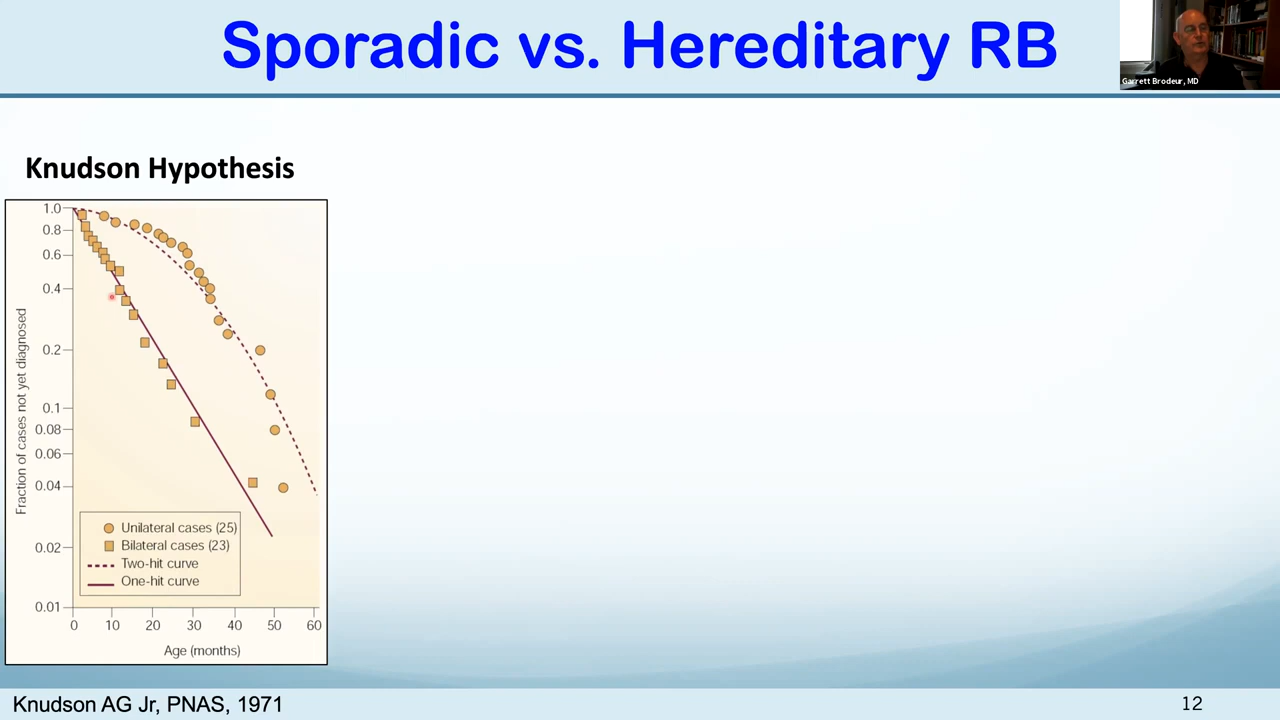 Sporadic vs. Hereditary RB
Garrett Brodeur, MD
Knudson Hypothesis
1.0
0.8
0.6
0.4
0.2
0.1
0.08
0.06
0.04
0.02
0.01
Fraction of cases not yet diagnosed
Unilateral cases (25)
Bilateral cases (23)
Two-hit curve
One-hit curve
0 10 20 30 40 50 60
Age (months)
Knudson AG Jr, PNAS, 1971
12